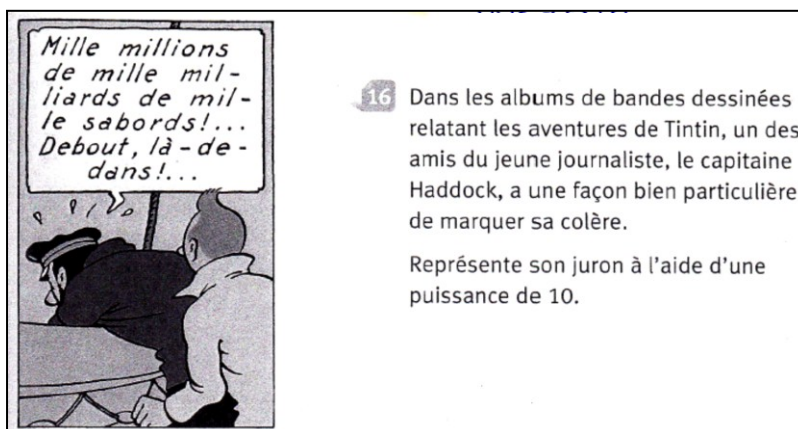 Mille millions
de mille mil-
liards de mil-
le sabords!...
Debout, là-de-
dans!...
16 Dans les albums de bandes dessinées
relatant les aventures de Tintin, un des
amis du jeune journaliste, le capitaine
Haddock, a une façon bien particulière
de marquer sa colère.
Représente son juron à l'aide d'une
puissance de 10.